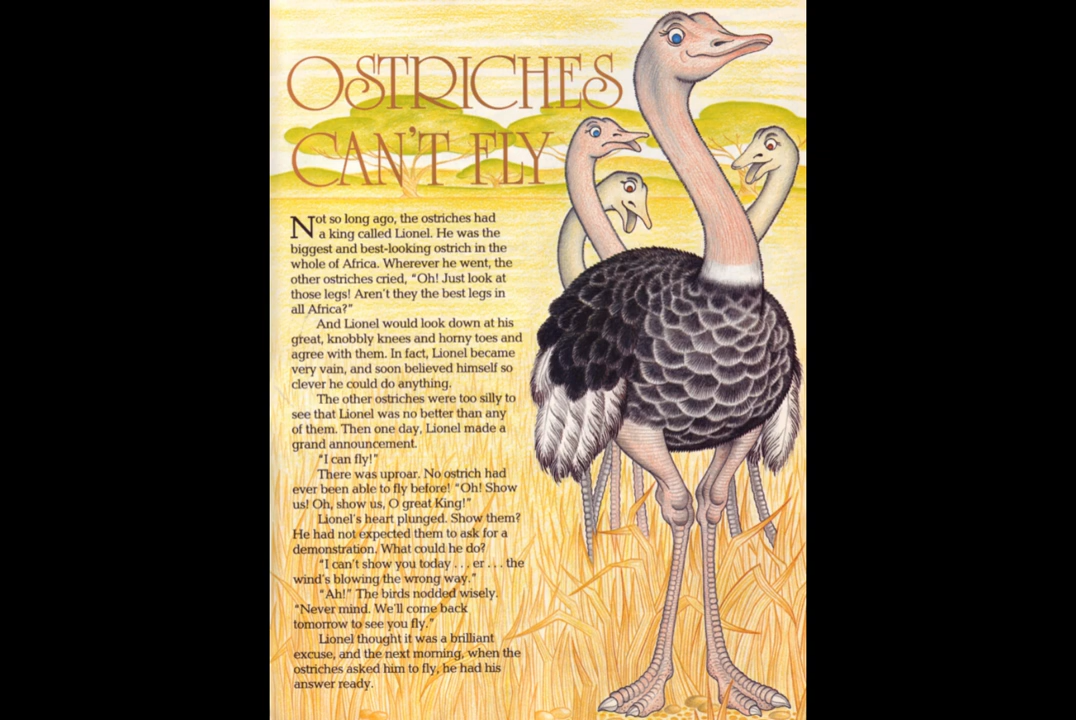 OSTRICHES
CAN'T FLY
Not so long ago, the ostriches had
a king called Lionel. He was the
biggest and best-looking ostrich in the
whole of Africa. Wherever he went, the
other ostriches cried, "Oh! Just look at
those legs! Aren't they the best legs in
all Africa?"
And Lionel would look down at his
great, knobbly knees and horny toes and
agree with them. In fact, Lionel became
very vain, and soon believed himself so
clever he could do anything.
The other ostriches were too silly to
see that Lionel was no better than any
of them. Then one day, Lionel made a
grand announcement.
"I can fly!"
There was uproar. No ostrich had
ever been able to fly before! "Oh! Show
us! Oh, show us, O great King!"
Lionel's heart plunged. Show them?
He had not expected them to ask for a
demonstration. What could he do?
"I can't show you today . . . er . . . the
wind's blowing the wrong way."
"Ah!" The birds nodded wisely.
"Never mind. We'll come back
tomorrow to see you fly."
Lionel thought it was a brilliant
excuse, and the next morning, when the
ostriches asked him to fly, he had his
answer ready.